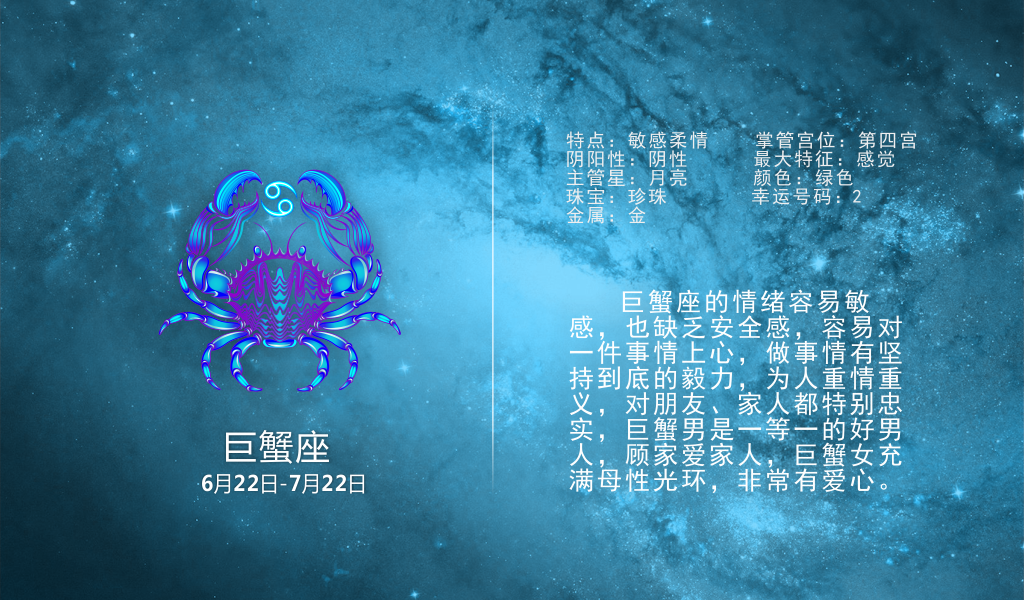 巨蟹座
6月22日-7月22日
特点：敏感柔情 掌管宫位：第四宫
阴阳性：阴性 最大特征：感觉
主管星：月亮 颜色：绿色
珠宝：珍珠 幸运号码：2
金属：金
巨蟹座的情绪容易敏
感，也缺乏安全感，容易对
一件事情上心，做事情有坚
持到底的毅力，为人重情重
义，对朋友、家人都特别忠
实，巨蟹男是一等一的好男
人，顾家爱家人，巨蟹女充
满母性光环，非常有爱心。